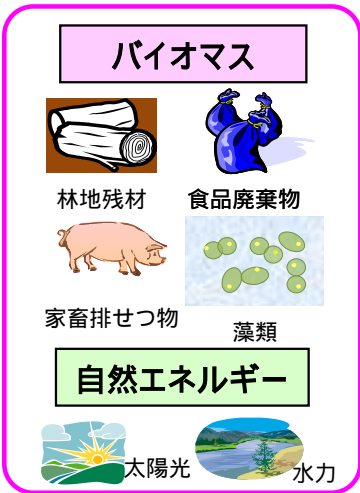 バイオマス
林地残材
食品廃棄物
家畜排せつ物
藻類
自然エネルギー
太陽光
水力